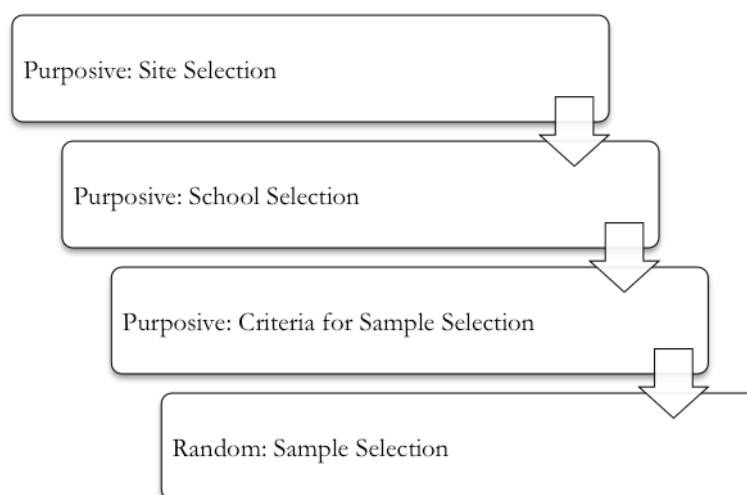 Purposive: Site Selection
Purposive: School Selection
Purposive: Criteria for Sample Selection
Random: Sample Selection